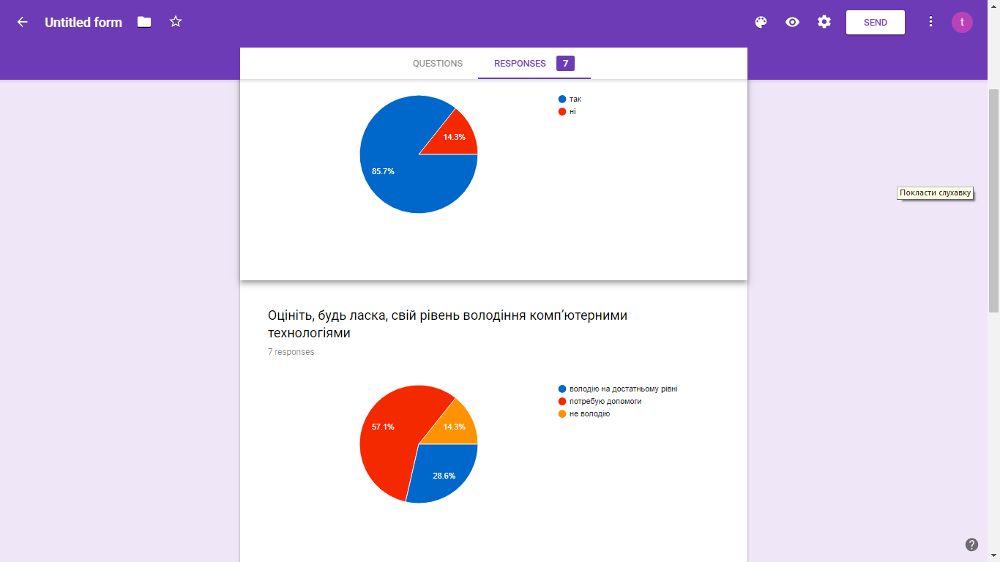 Untitled form
SEND
t
QUESTIONS
RESPONSES 7
так
ні
14.3%
85.7%
Покласти слухавку
Оцініть, будь ласка, свій рівень володіння комп’ютерними
технологіями
7 responses
володію на достатньому рівні
потребую допомоги
не володію
57.1%
14.3%
28.6%
?